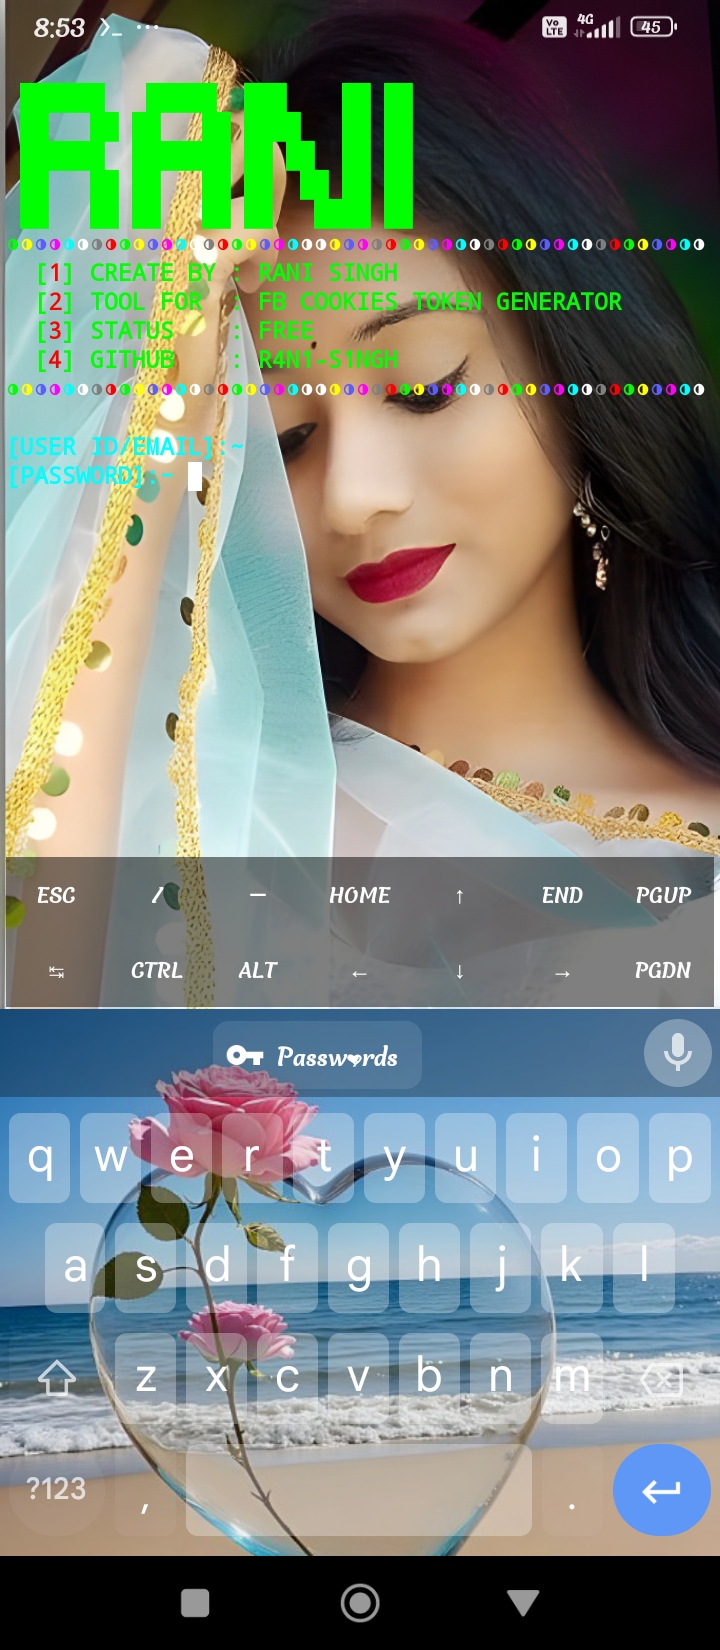 8:53 ... Vo LTE 4G 45
RANI
[1] CREATE BY : RANI SINGH
[2] TOOL FOR : FB COOKIES TOKEN GENERATOR
[3] STATUS : FREE
[4] GITHUB : R4N1-S1NGH
[USER ID/EMAIL]:~
[PASSWORD]:~
ESC / — HOME ↑ END PGUP
↹ CTRL ALT ← ↓ → PGDN
Passwords
q w e r t y u i o p
a s d f g h j k l
z x c v b n m
?123 , .